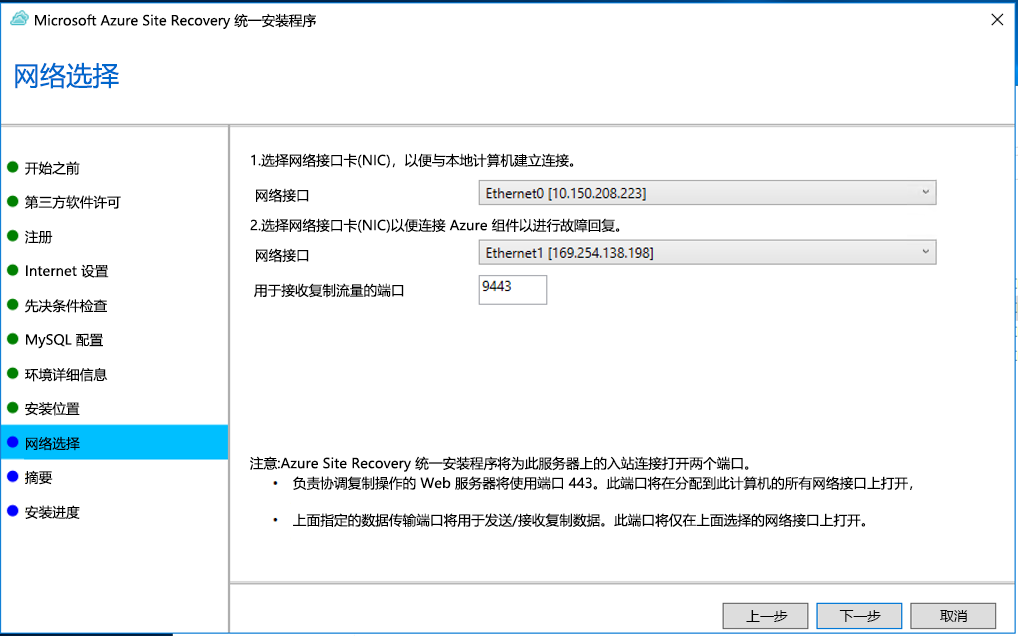 Microsoft Azure Site Recovery 统一安装程序
网络选择
开始之前
第三方软件许可
注册
Internet 设置
先决条件检查
MySQL 配置
环境详细信息
安装位置
网络选择
摘要
安装进度
1.选择网络接口卡(NIC)，以便与本地计算机建立连接。
网络接口 Ethernet0 [10.150.208.223]
2.选择网络接口卡(NIC)以便连接 Azure 组件以进行故障回复。
网络接口 Ethernet1 [169.254.138.198]
用于接收复制流量的端口 9443
注意:Azure Site Recovery 统一安装程序将为此服务器上的入站连接打开两个端口。
• 负责协调复制操作的 Web 服务器将使用端口 443。此端口将在分配到此计算机的所有网络接口上打开，
• 上面指定的数据传输端口将用于发送/接收复制数据。此端口将仅在上面选择的网络接口上打开。
上一步 下一步 取消